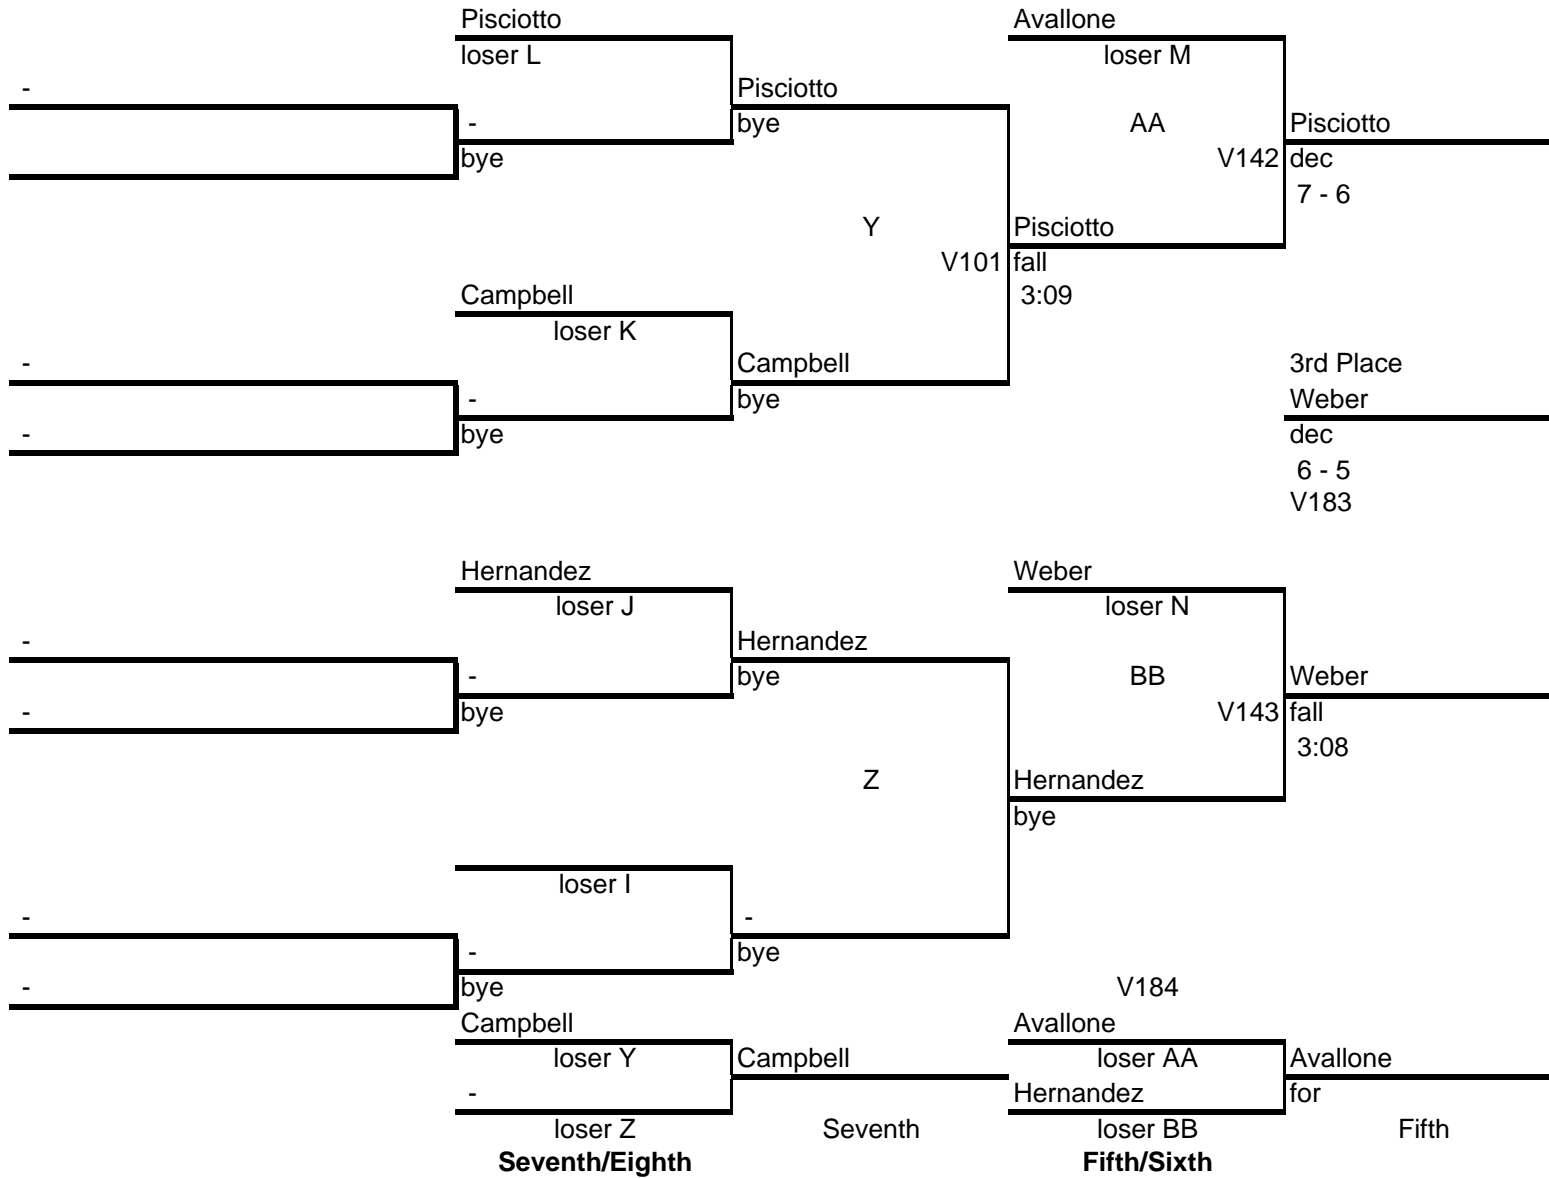 Pisciotto Avallone
loser L loser M
- Pisciotto
- bye AA Pisciotto
bye V142 dec
7 - 6
Y Pisciotto
V101 fall
Campbell 3:09
loser K
- Campbell 3rd Place
- bye Weber
- bye dec
6 - 5
V183
Hernandez Weber
loser J loser N
- Hernandez
- bye BB Weber
- bye V143 fall
3:08
Z Hernandez
bye
loser I
- -
- bye
- bye V184
Campbell Avallone
loser Y Campbell loser AA Avallone
- Hernandez for
loser Z Seventh loser BB Fifth
Seventh/Eighth Fifth/Sixth